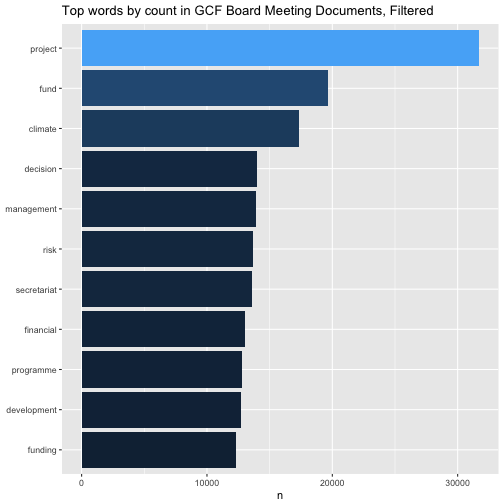 Top words by count in GCF Board Meeting Documents, Filtered
project
fund
climate
decision
management
risk
secretariat
financial
programme
development
funding
0 10000 20000 30000
n